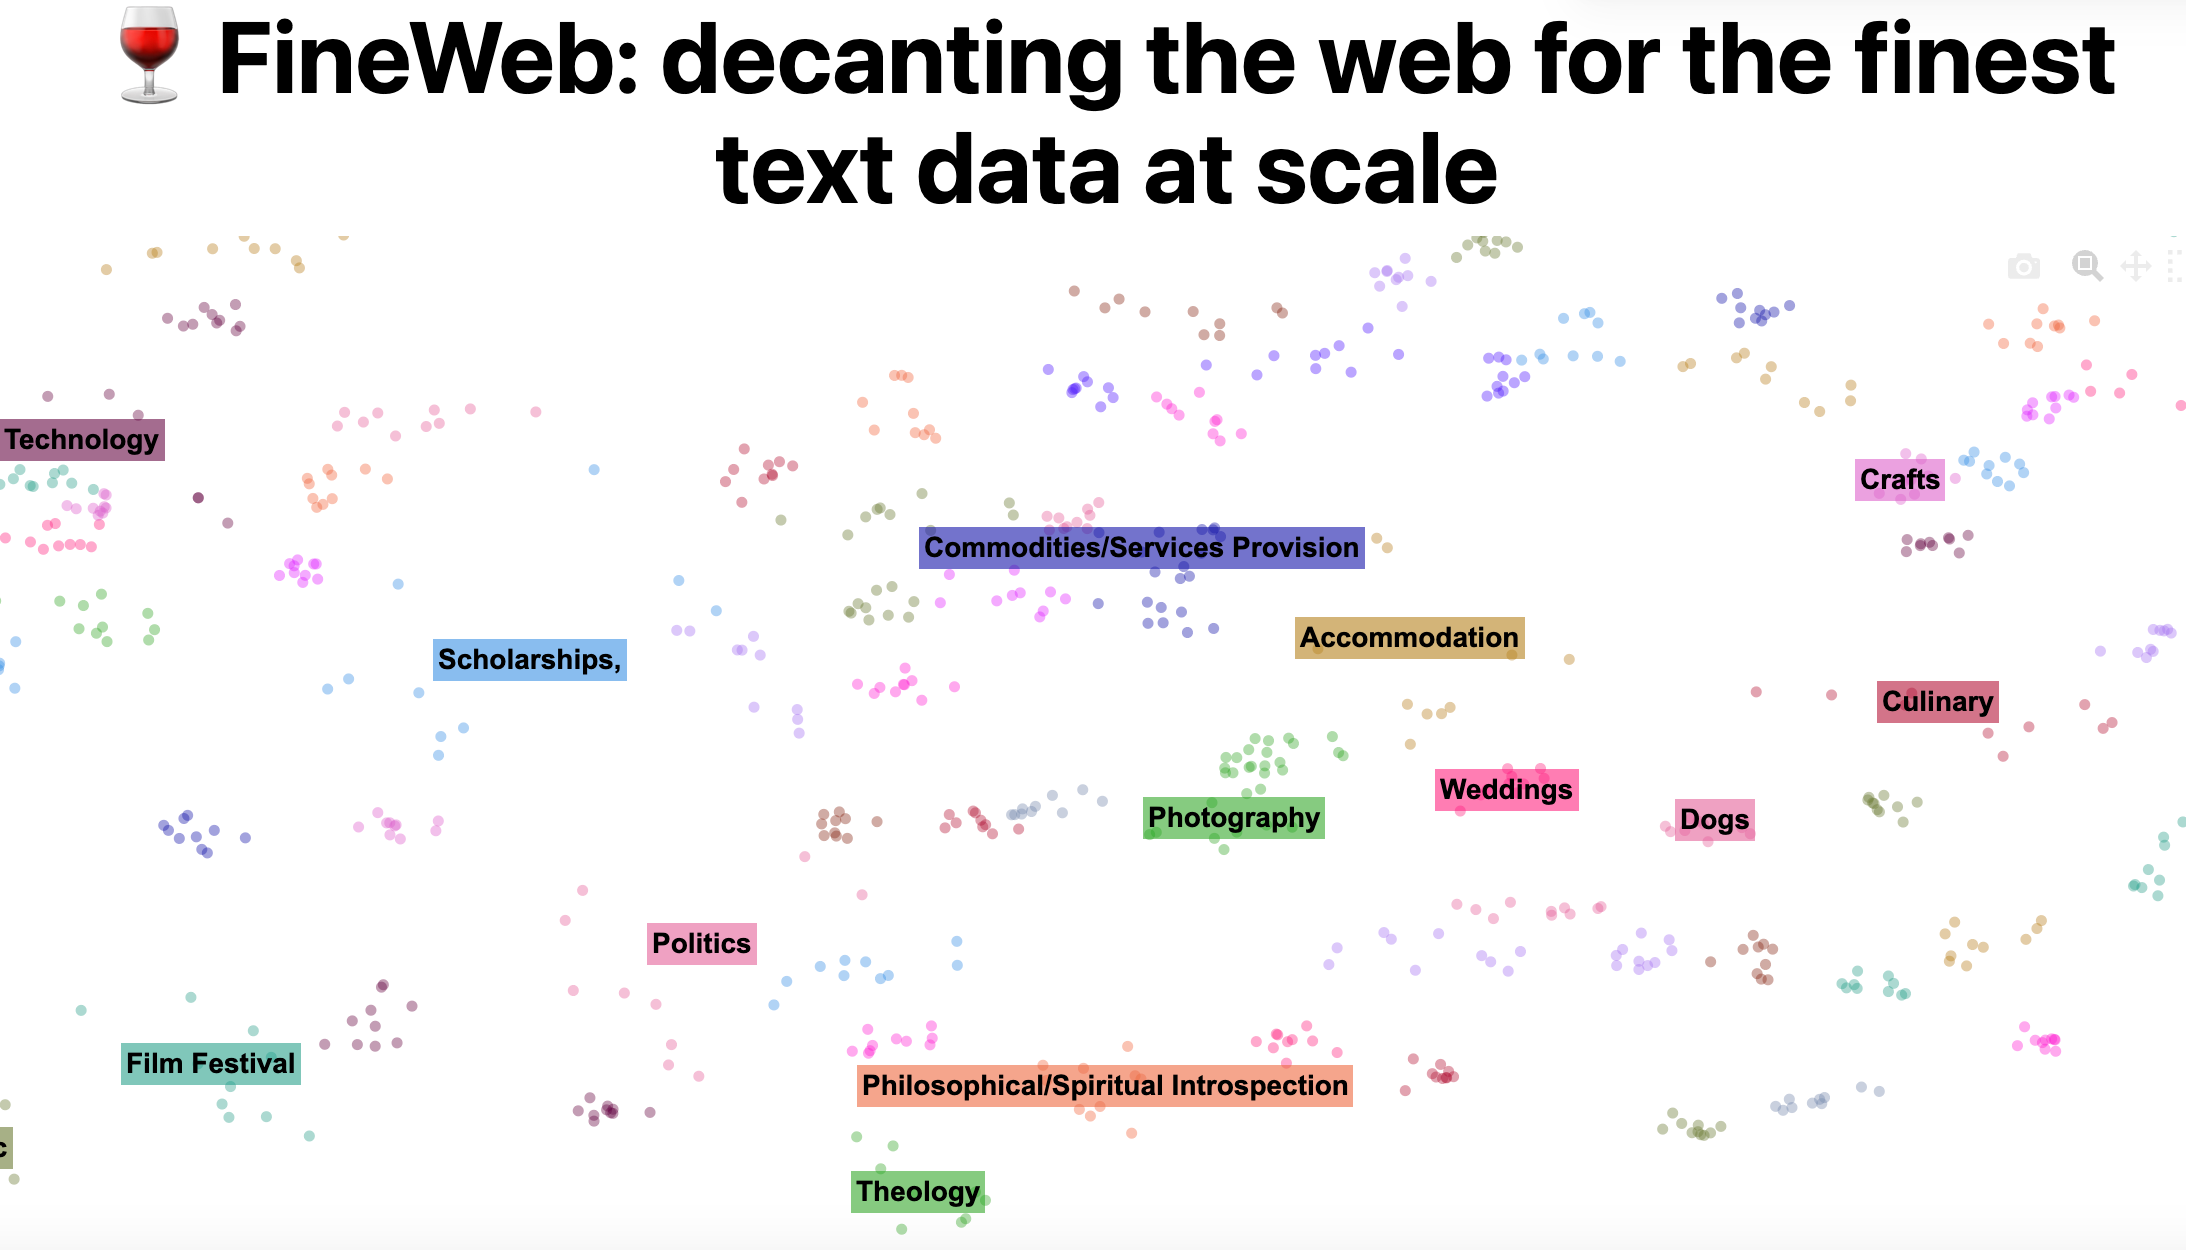 FineWeb: decanting the web for the finest
text data at scale
Technology
Crafts
Commodities/Services Provision
Accommodation
Scholarships,
Culinary
Weddings
Photography
Dogs
Politics
Film Festival
Philosophical/Spiritual Introspection
c
Theology